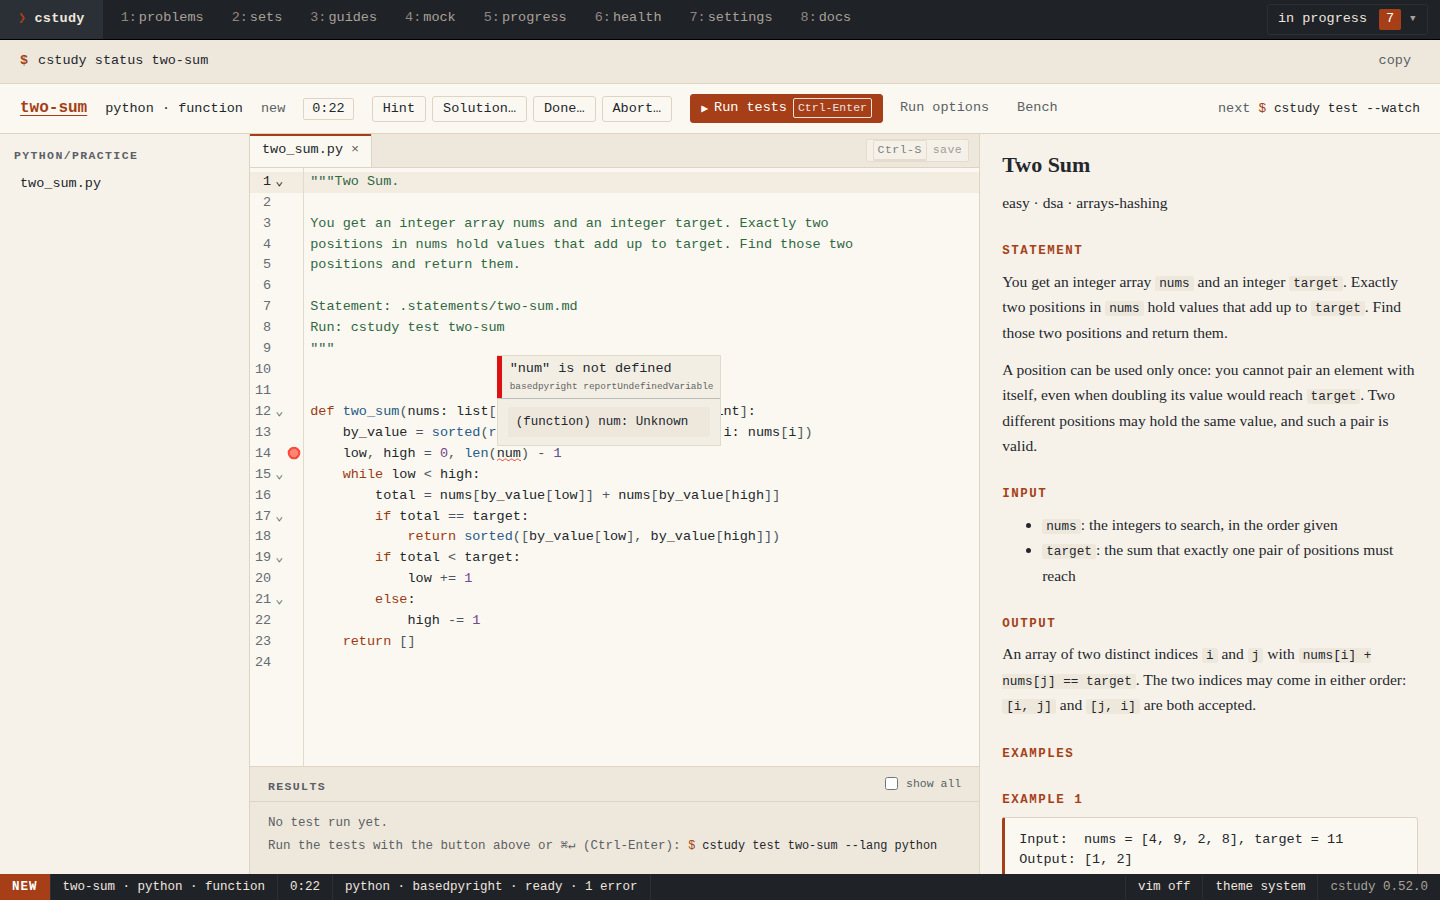 ❯ cstudy 1:problems 2:sets 3:guides 4:mock 5:progress 6:health 7:settings 8:docs in progress 7 ▼
$ cstudy status two-sum copy
two-sum python · function new 0:22 Hint Solution… Done… Abort… ▶ Run tests Ctrl-Enter Run options Bench next $ cstudy test --watch
PYTHON/PRACTICE
two_sum.py
two_sum.py × Ctrl-S save
1 """Two Sum.
2
3 You get an integer array nums and an integer target. Exactly two
4 positions in nums hold values that add up to target. Find those two
5 positions and return them.
6
7 Statement: .statements/two-sum.md
8 Run: cstudy test two-sum
9 """
10
11
"num" is not defined
basedpyright reportUndefinedVariable
(function) num: Unknown
12 def two_sum(nums: list[ int]:
13 by_value = sorted(r i: nums[i])
14 low, high = 0, len(num) - 1
15 while low < high:
16 total = nums[by_value[low]] + nums[by_value[high]]
17 if total == target:
18 return sorted([by_value[low], by_value[high]])
19 if total < target:
20 low += 1
21 else:
22 high -= 1
23 return []
24
RESULTS show all
No test run yet.
Run the tests with the button above or ⌘↵ (Ctrl-Enter): $ cstudy test two-sum --lang python
Two Sum
easy · dsa · arrays-hashing
STATEMENT
You get an integer array nums and an integer target. Exactly
two positions in nums hold values that add up to target. Find
those two positions and return them.
A position can be used only once: you cannot pair an element with
itself, even when doubling its value would reach target. Two
different positions may hold the same value, and such a pair is
valid.
INPUT
• nums: the integers to search, in the order given
• target: the sum that exactly one pair of positions must
reach
OUTPUT
An array of two distinct indices i and j with nums[i] +
nums[j] == target. The two indices may come in either order:
[i, j] and [j, i] are both accepted.
EXAMPLES
EXAMPLE 1
Input: nums = [4, 9, 2, 8], target = 11
Output: [1, 2]
NEW two-sum · python · function 0:22 python · basedpyright · ready · 1 error vim off theme system cstudy 0.52.0